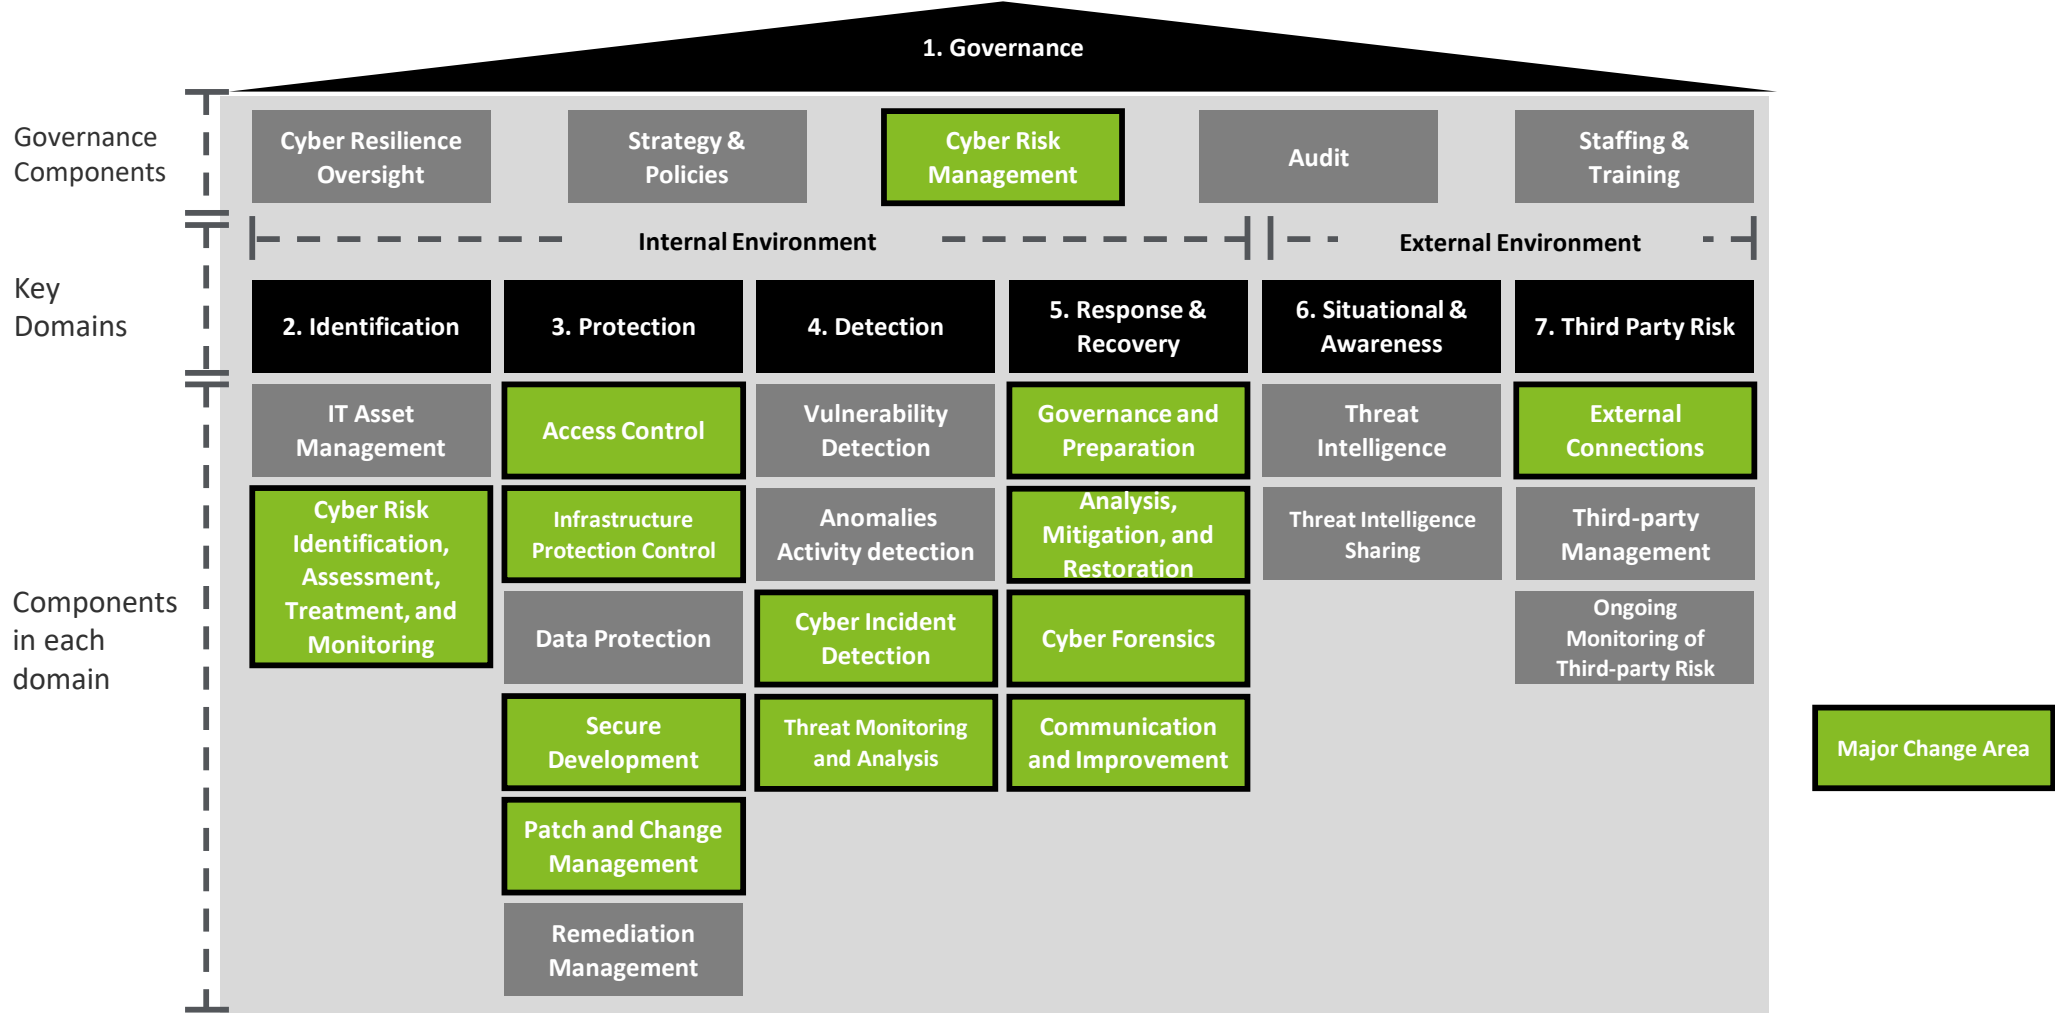 1. Governance
Governance
Components
Cyber Resilience
Oversight
Strategy &
Policies
Cyber Risk
Management
Audit
Staffing &
Training
Internal Environment
External Environment
Key
Domains
2. Identification
3. Protection
4. Detection
5. Response &
Recovery
6. Situational &
Awareness
7. Third Party Risk
Components
in each
domain
IT Asset
Management
Cyber Risk
Identification,
Assessment,
Treatment, and
Monitoring
Access Control
Infrastructure
Protection Control
Data Protection
Secure
Development
Patch and Change
Management
Remediation
Management
Vulnerability
Detection
Anomalies
Activity detection
Cyber Incident
Detection
Threat Monitoring
and Analysis
Governance and
Preparation
Analysis,
Mitigation, and
Restoration
Cyber Forensics
Communication
and Improvement
Threat
Intelligence
Threat Intelligence
Sharing
External
Connections
Third-party
Management
Ongoing
Monitoring of
Third-party Risk
Major Change Area